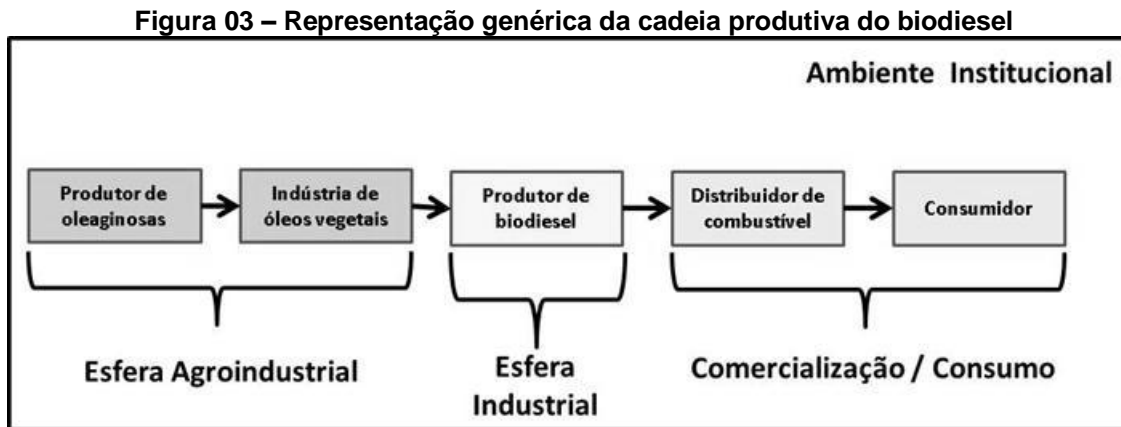 Figura 03 – Representação genérica da cadeia produtiva do biodiesel
Ambiente Institucional
Produtor de
oleaginosas
Indústria de
óleos vegetais
Produtor de
biodiesel
Distribuidor de
combustível
Consumidor
Esfera Agroindustrial
Esfera
Industrial
Comercialização / Consumo